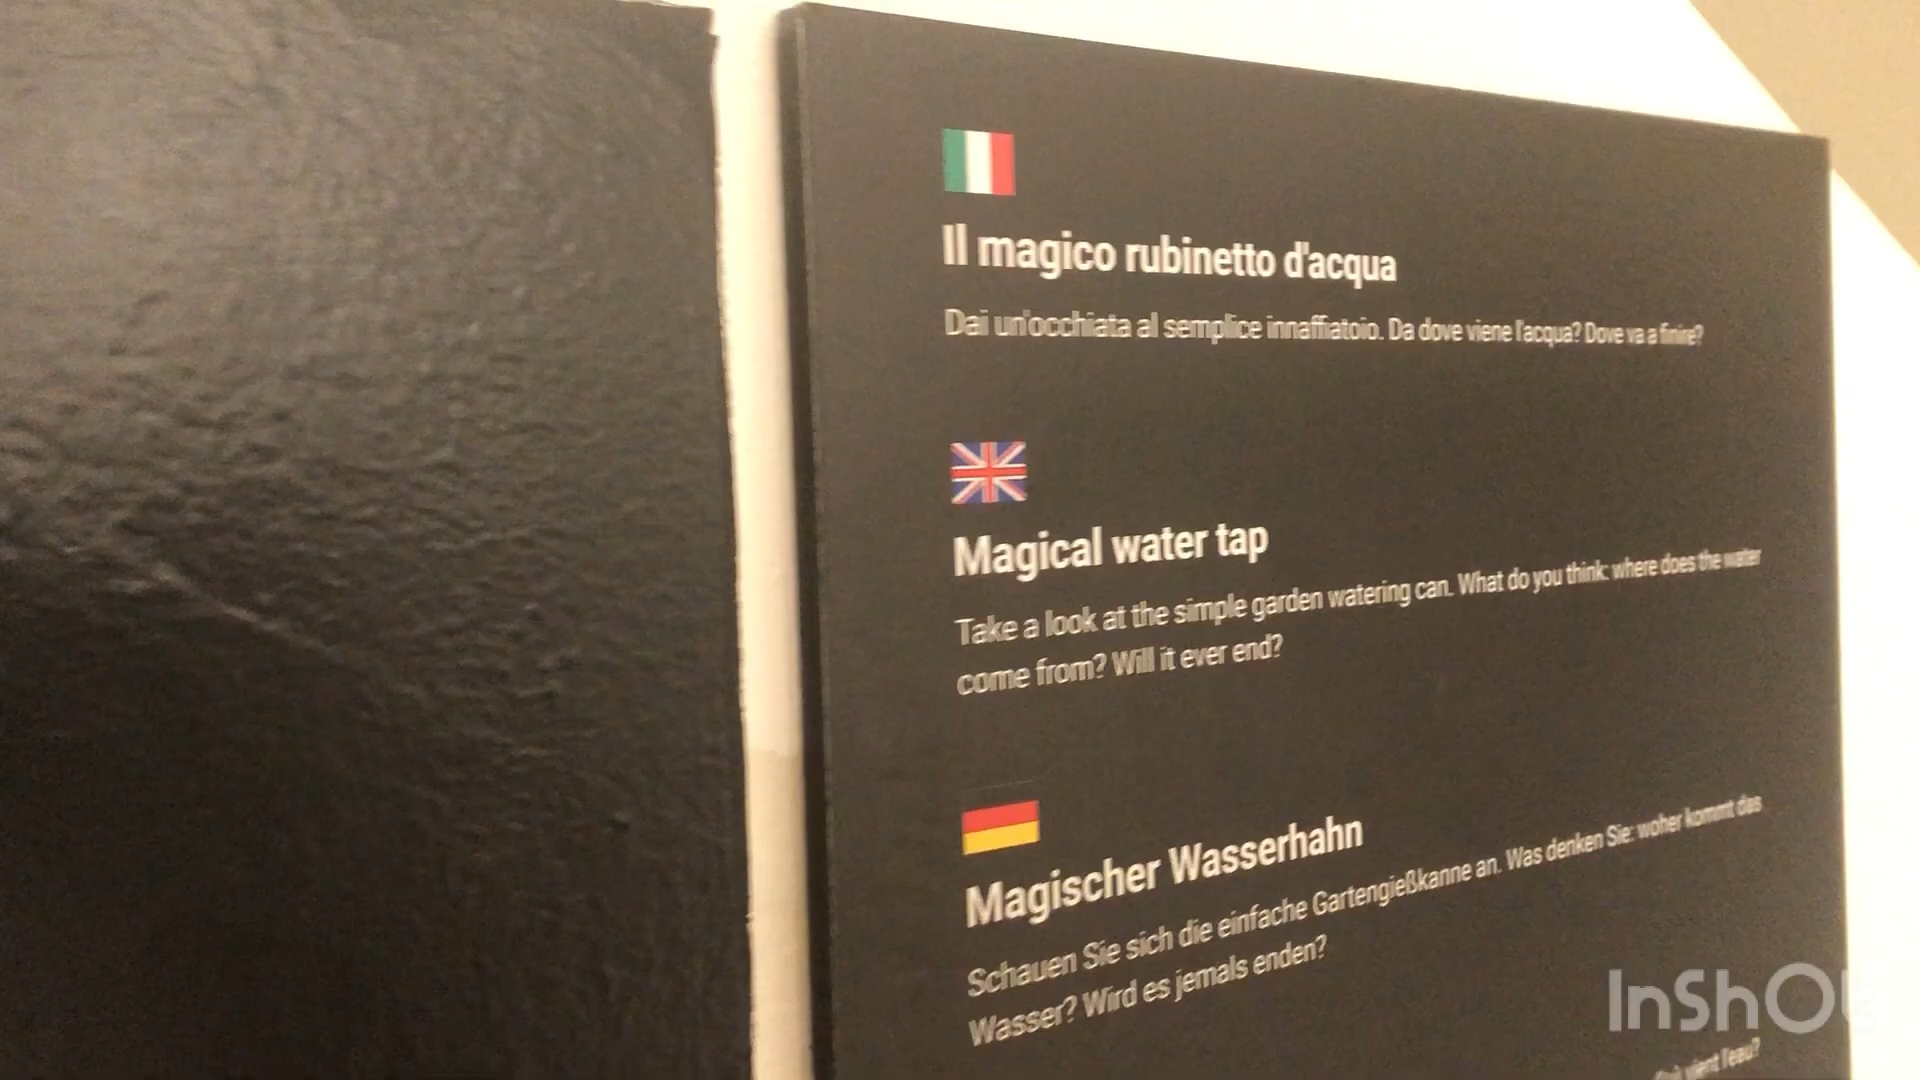 Il magico rubinetto d'acqua
Dai un'occhiata al semplice innaffiatoio. Da dove viene l'acqua? Dove va a finire?
Magical water tap
Take a look at the simple garden watering can. What do you think: where does the water
come from? Will it ever end?
Magischer Wasserhahn
Schauen Sie sich die einfache Gartengießkanne an. Was denken Sie: woher kommt das
Wasser? Wird es jemals enden?
vient l'eau?
InShO